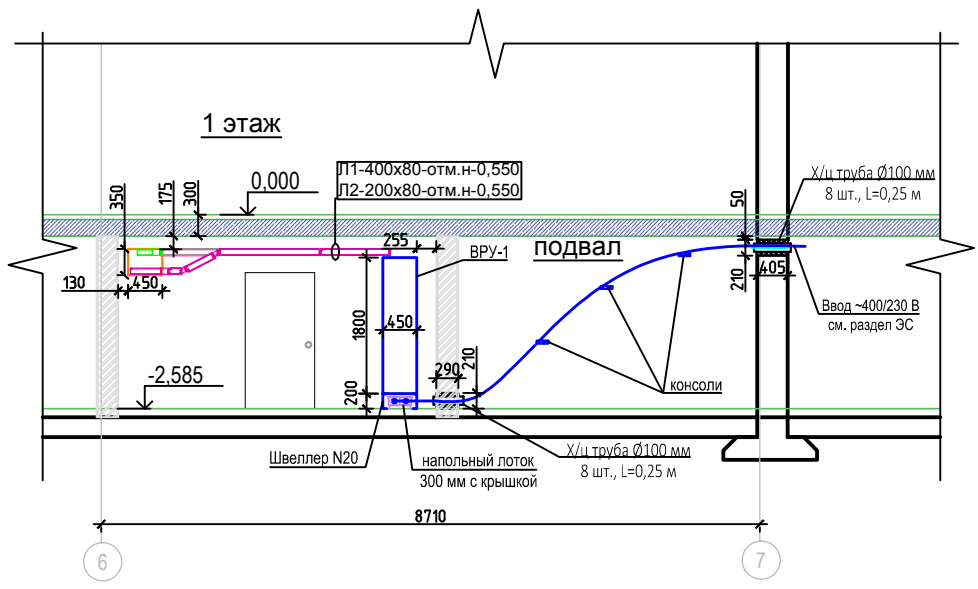 1 этаж
Л1-400х80-отм.н-0,550
Л2-200х80-отм.н-0,550
0,000
350
175
300
50
Х/ц труба Ø100 мм
8 шт., L=0,25 м
255
ВРУ-1
подвал
210
405
130
450
Ввод ~400/230 В
см. раздел ЭС
1800
450
290
210
консоли
-2,585
200
Швеллер N20
напольный лоток
300 мм с крышкой
Х/ц труба Ø100 мм
8 шт., L=0,25 м
8710
6
7